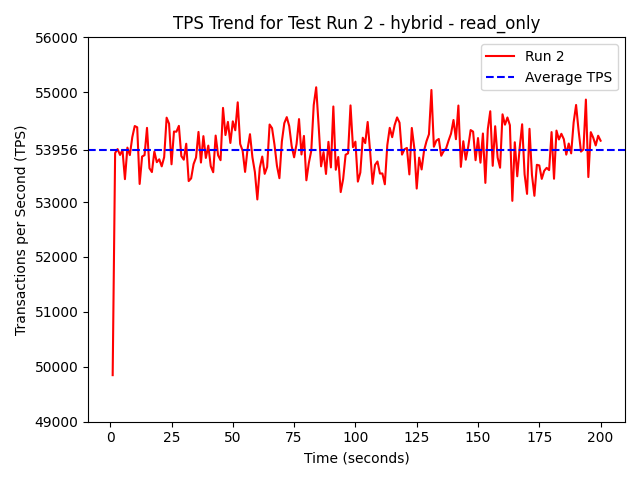 TPS Trend for Test Run 2 - hybrid - read_only
Transactions per Second (TPS)
56000
55000
53956
53000
52000
51000
50000
49000
Run 2
Average TPS
0 25 50 75 100 125 150 175 200
Time (seconds)